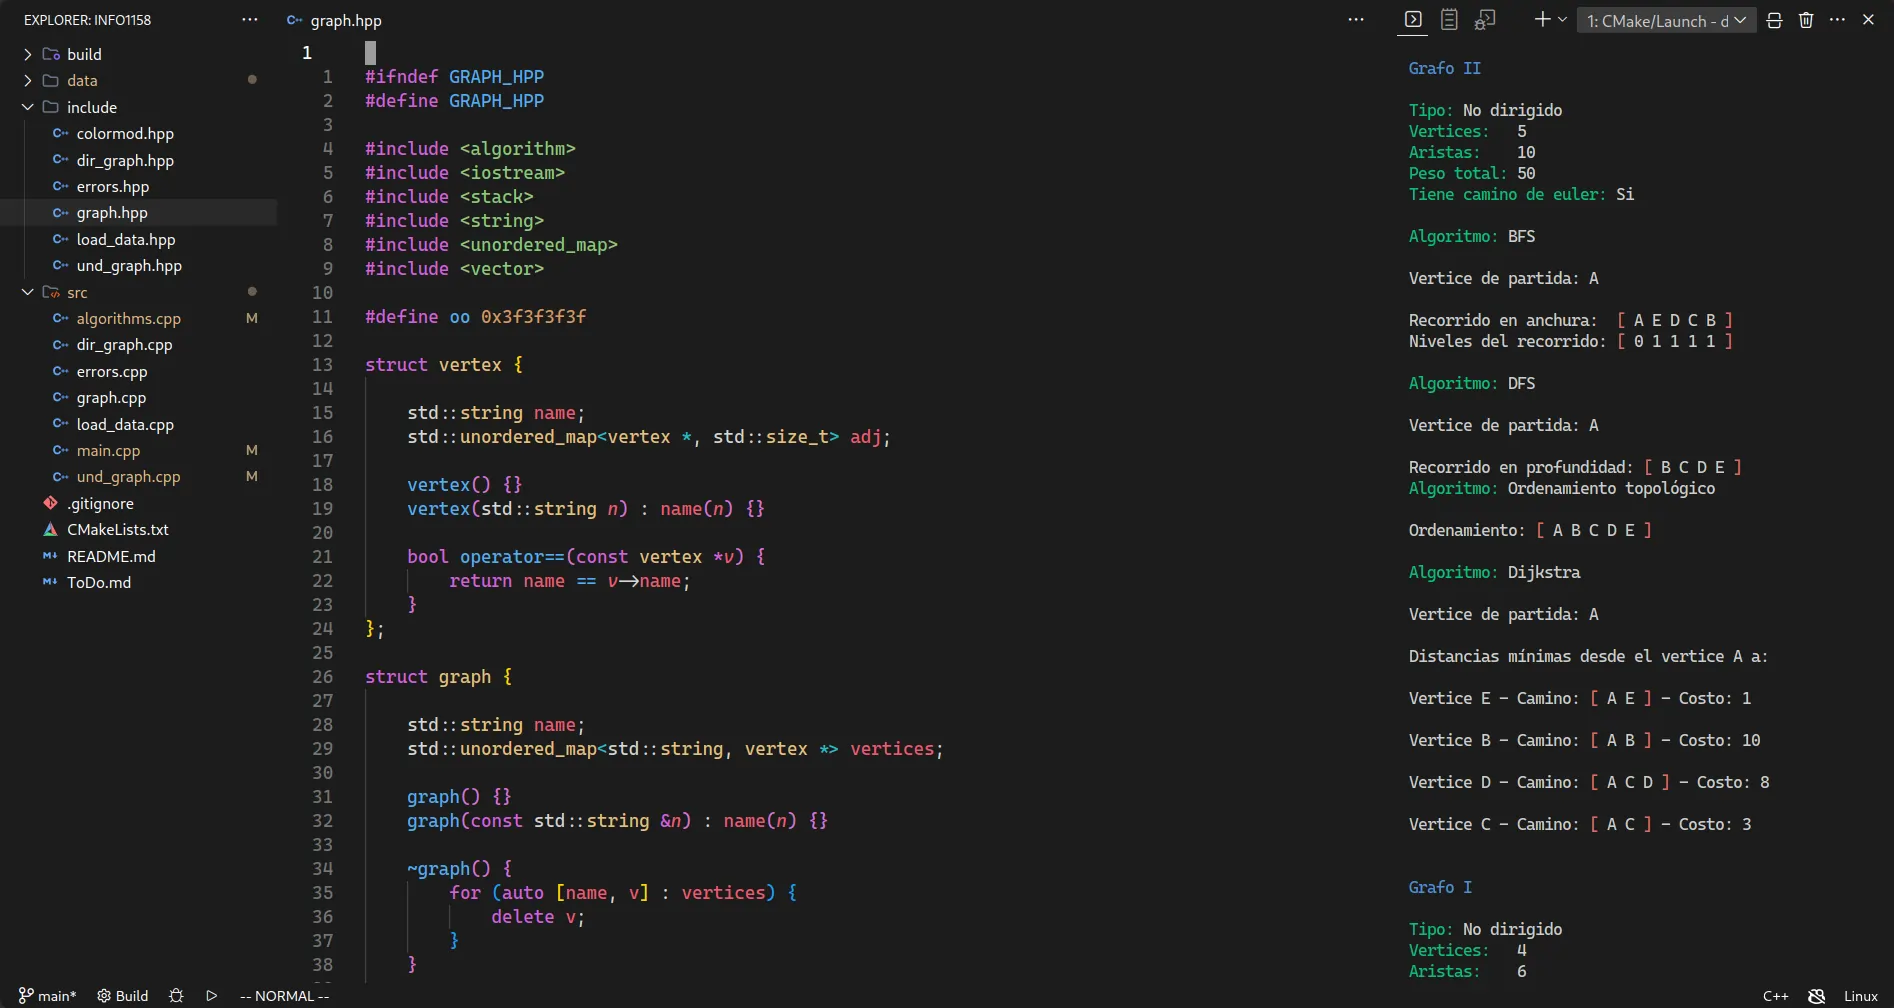 EXPLORER: INFO1158
build
data
include
colormod.hpp
dir_graph.hpp
errors.hpp
graph.hpp
load_data.hpp
und_graph.hpp
src
algorithms.cpp M
dir_graph.cpp
errors.cpp
graph.cpp
load_data.cpp
main.cpp M
und_graph.cpp M
.gitignore
CMakeLists.txt
README.md
ToDo.md
graph.hpp
1
1 #ifndef GRAPH_HPP
2 #define GRAPH_HPP
3
4 #include <algorithm>
5 #include <iostream>
6 #include <stack>
7 #include <string>
8 #include <unordered_map>
9 #include <vector>
10
11 #define oo 0x3f3f3f3f
12
13 struct vertex {
14
15 std::string name;
16 std::unordered_map<vertex *, std::size_t> adj;
17
18 vertex() {}
19 vertex(std::string n) : name(n) {}
20
21 bool operator==(const vertex *v) {
22 return name == v->name;
23 }
24 };
25
26 struct graph {
27
28 std::string name;
29 std::unordered_map<std::string, vertex *> vertices;
30
31 graph() {}
32 graph(const std::string &n) : name(n) {}
33
34 ~graph() {
35 for (auto [name, v] : vertices) {
36 delete v;
37 }
38 }
1: CMake/Launch - d
Grafo II
Tipo: No dirigido
Vertices: 5
Aristas: 10
Peso total: 50
Tiene camino de euler: Si
Algoritmo: BFS
Vertice de partida: A
Recorrido en anchura: [ A E D C B ]
Niveles del recorrido: [ 0 1 1 1 1 ]
Algoritmo: DFS
Vertice de partida: A
Recorrido en profundidad: [ B C D E ]
Algoritmo: Ordenamiento topológico
Ordenamiento: [ A B C D E ]
Algoritmo: Dijkstra
Vertice de partida: A
Distancias mínimas desde el vertice A a:
Vertice E - Camino: [ A E ] - Costo: 1
Vertice B - Camino: [ A B ] - Costo: 10
Vertice D - Camino: [ A C D ] - Costo: 8
Vertice C - Camino: [ A C ] - Costo: 3
Grafo I
Tipo: No dirigido
Vertices: 4
Aristas: 6
main* Build -- NORMAL -- C++ Linux